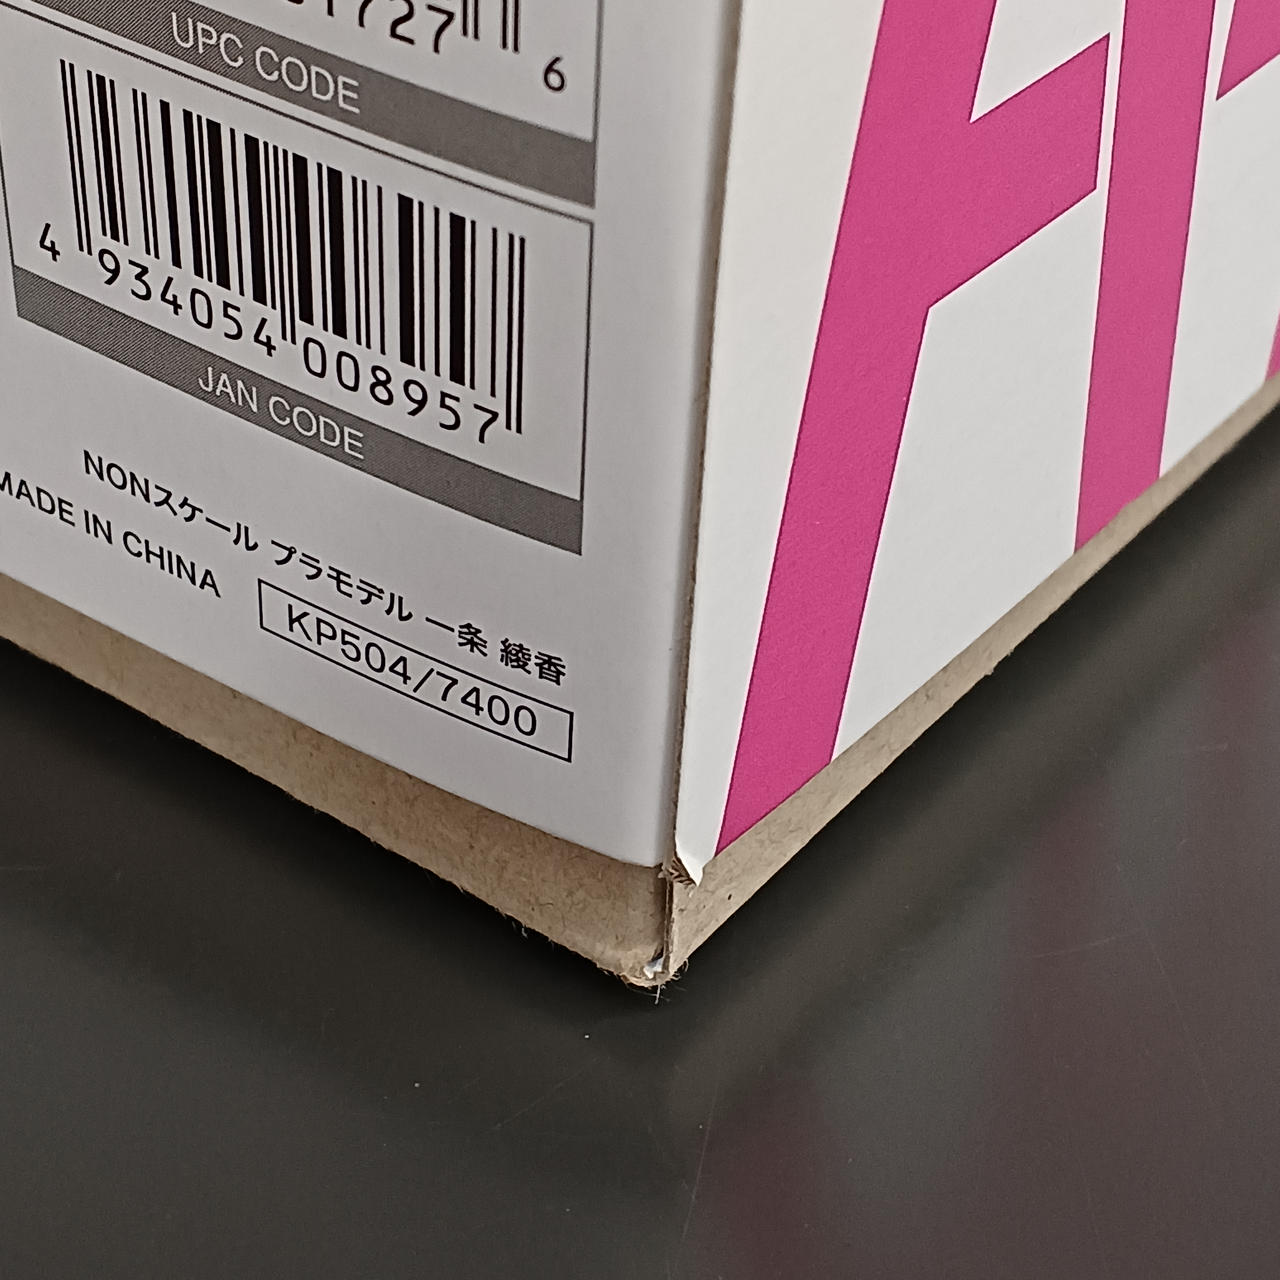 6
UPC CODE
4 934054 008957
JAN CODE
NONスケール プラモデル 一条 綾香
MADE IN CHINA
KP504/7400